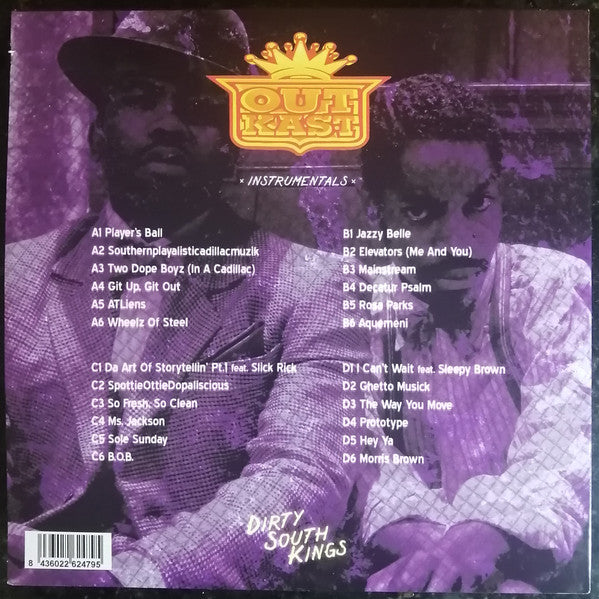 OUT
KAST
× INSTRUMENTALS ×
A1 Player's Ball
A2 Southernplayalisticadillacmuzik
A3 Two Dope Boyz (In A Cadillac)
A4 Git Up, Git Out
A5 ATLiens
A6 Wheelz Of Steel
B1 Jazzy Belle
B2 Elevators (Me And You)
B3 Mainstream
B4 Decatur Psalm
B5 Rosa Parks
B6 Aquemeni
C1 Da Art Of Storytellin' Pt.1 feat. Slick Rick
C2 SpottieOttieDopaliscious
C3 So Fresh, So Clean
C4 Ms. Jackson
C5 Sole Sunday
C6 B.O.B.
D1 I Can't Wait feat. Sleepy Brown
D2 Ghetto Musick
D3 The Way You Move
D4 Prototype
D5 Hey Ya
D6 Morris Brown
DIRTY
SOUTH
KINGS
8 436022 624795